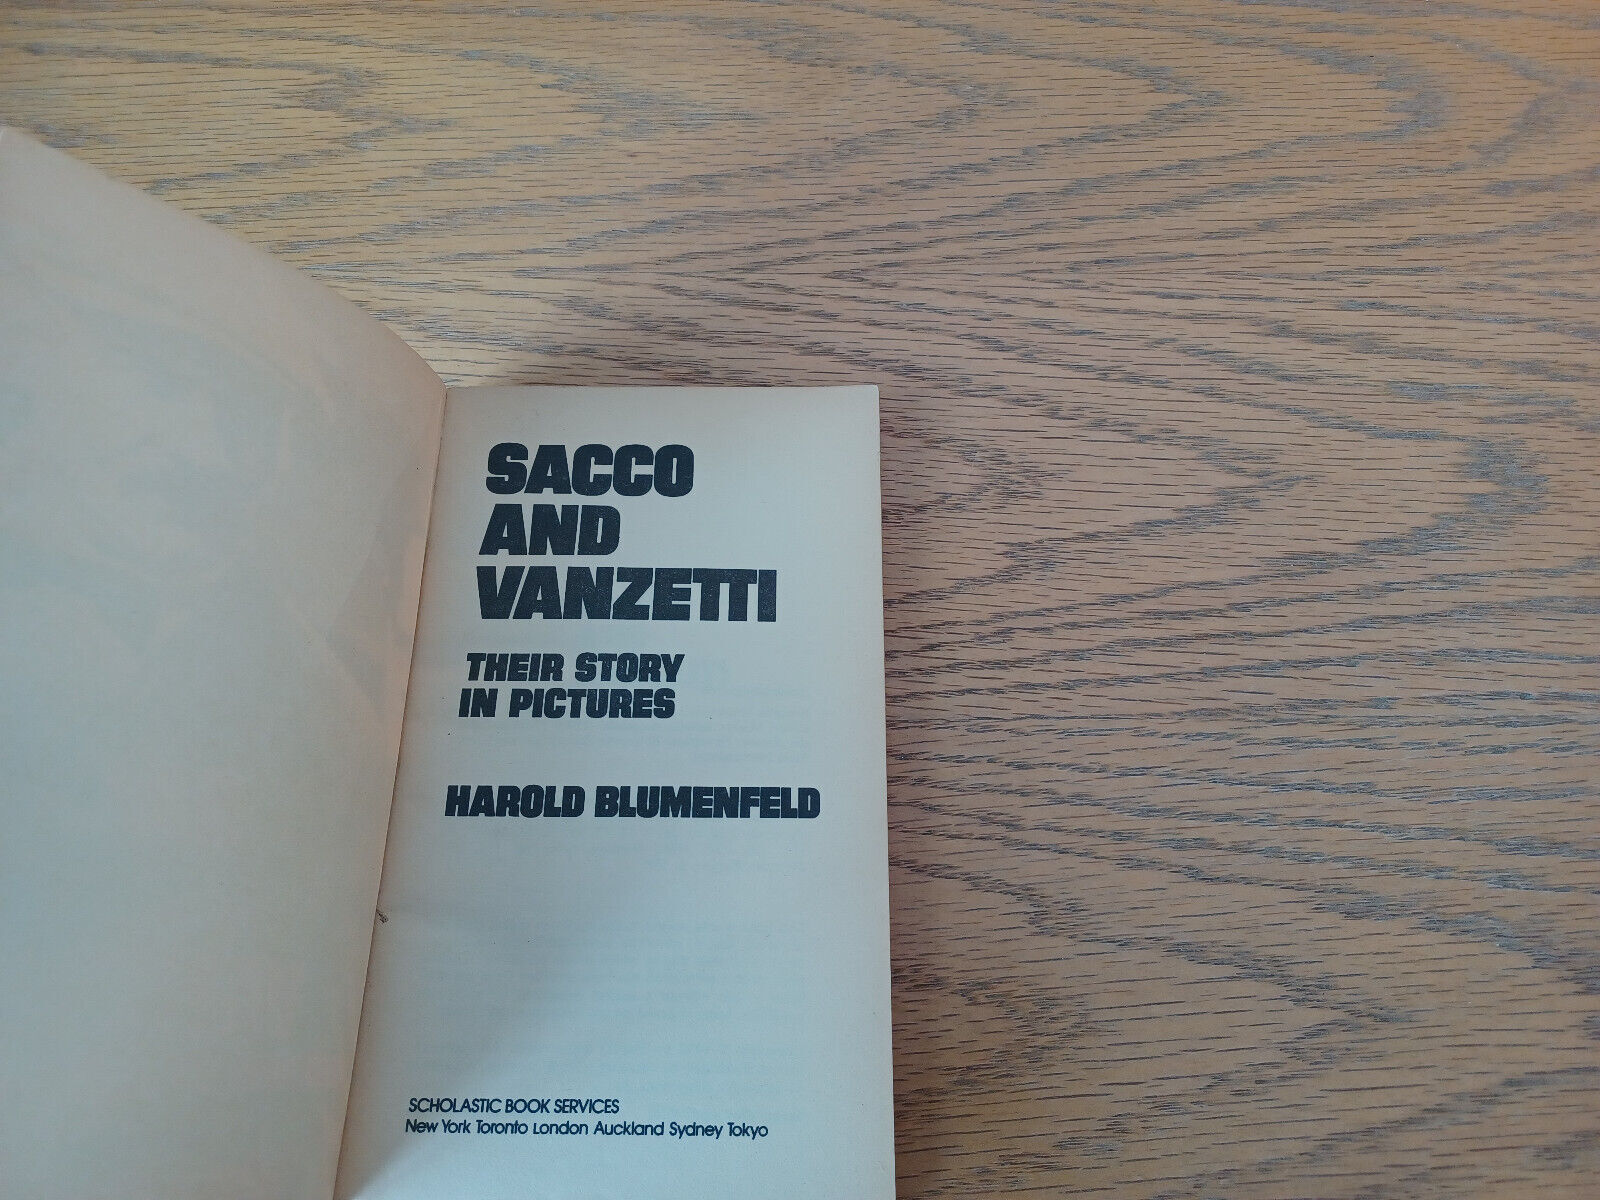 SACCO
AND
VANZETTI
THEIR STORY
IN PICTURES
HAROLD BLUMENFELD
SCHOLASTIC BOOK SERVICES
New York Toronto London Auckland Sydney Tokyo